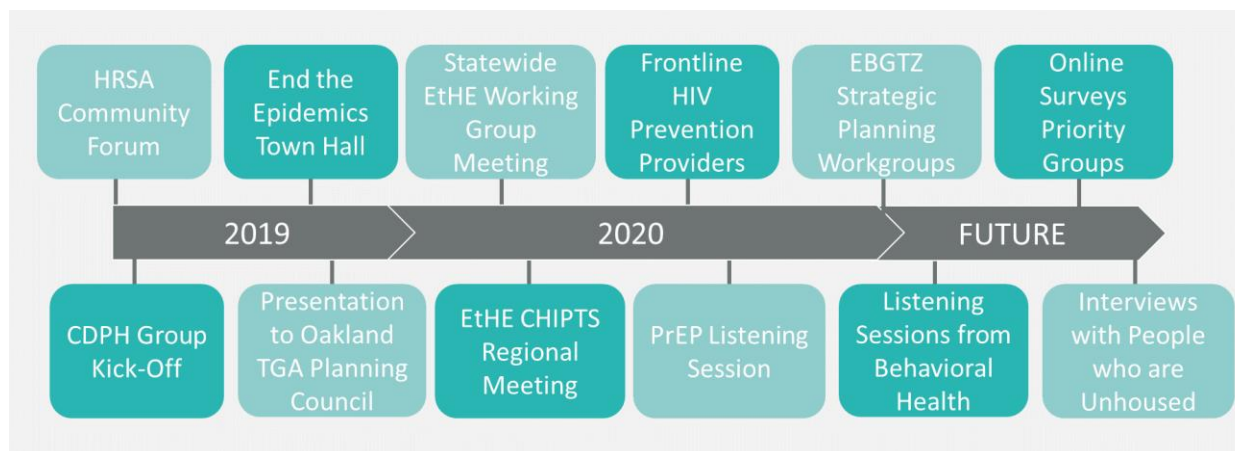 HRSA
Community
Forum
End the
Epidemics
Town Hall
Statewide
EtHE Working
Group
Meeting
Frontline
HIV
Prevention
Providers
EBGTZ
Strategic
Planning
Workgroups
Online
Surveys
Priority
Groups
2019
2020
FUTURE
CDPH Group
Kick-Off
Presentation
to Oakland
TGA Planning
Council
EtHE CHIPTS
Regional
Meeting
PrEP Listening
Session
Listening
Sessions from
Behavioral
Health
Interviews
with People
who are
Unhoused